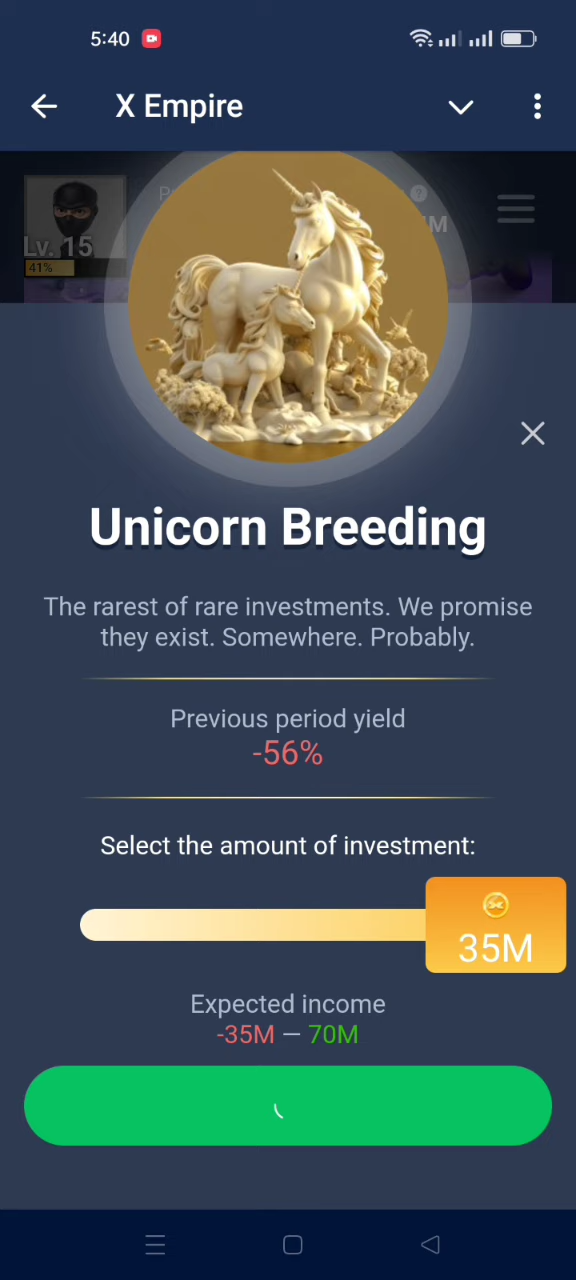 5:40
X Empire
Lv. 15
41%
Unicorn Breeding
The rarest of rare investments. We promise
they exist. Somewhere. Probably.
Previous period yield
-56%
Select the amount of investment:
35M
Expected income
-35M — 70M